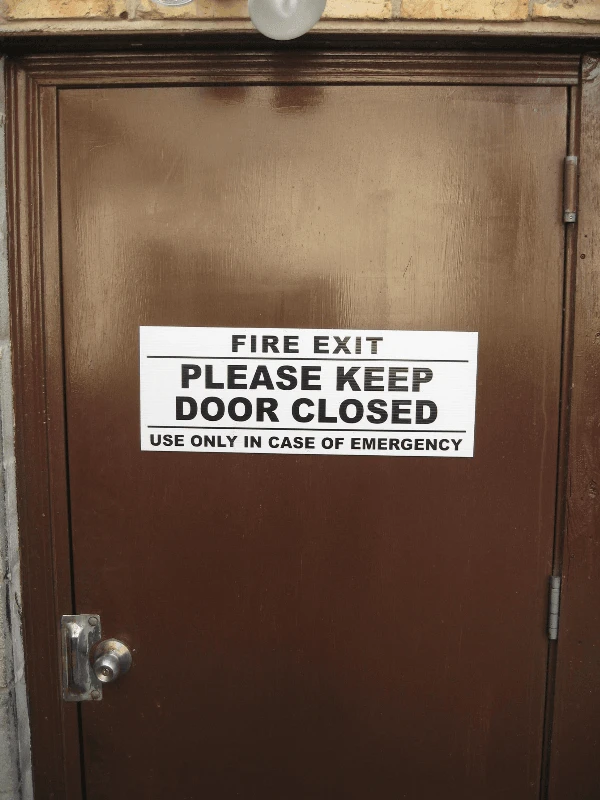 FIRE EXIT
PLEASE KEEP
DOOR CLOSED
USE ONLY IN CASE OF EMERGENCY